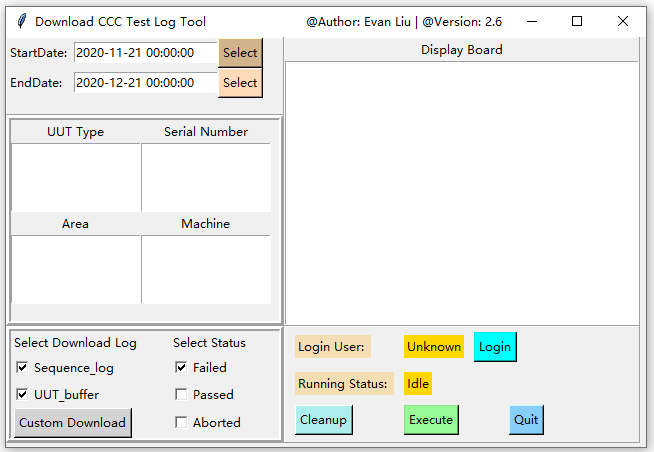 Download CCC Test Log Tool @Author: Evan Liu | @Version: 2.6
StartDate: 2020-11-21 00:00:00 Select
EndDate: 2020-12-21 00:00:00 Select
Display Board
UUT Type Serial Number
Area Machine
Select Download Log Select Status
Sequence_log Failed
UUT_buffer Passed
Custom Download Aborted
Login User: Unknown Login
Running Status: Idle
Cleanup Execute Quit